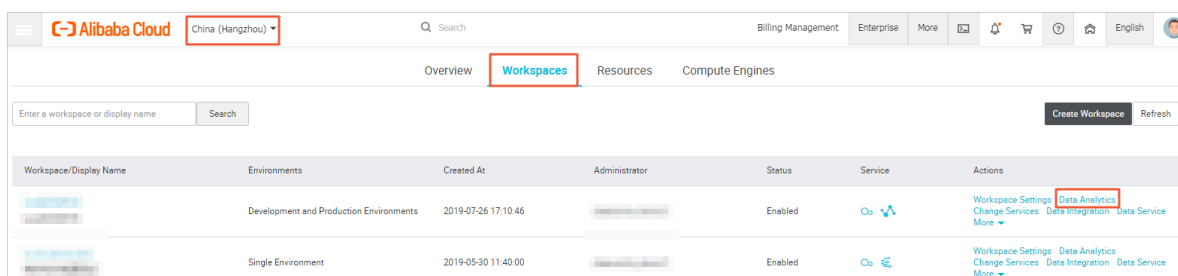 Alibaba Cloud China (Hangzhou) Search Billing Management Enterprise More English
Overview Workspaces Resources Compute Engines
Enter a workspace or display name Search Create Workspace Refresh
Workspace/Display Name Environments Created At Administrator Status Service Actions
Development and Production Environments 2019-07-26 17:10:46 Enabled Workspace Settings Data Analytics
Change Services Data Integration Data Service
More
Single Environment 2019-05-30 11:40:00 Enabled Workspace Settings Data Analytics
Change Services Data Integration Data Service
More